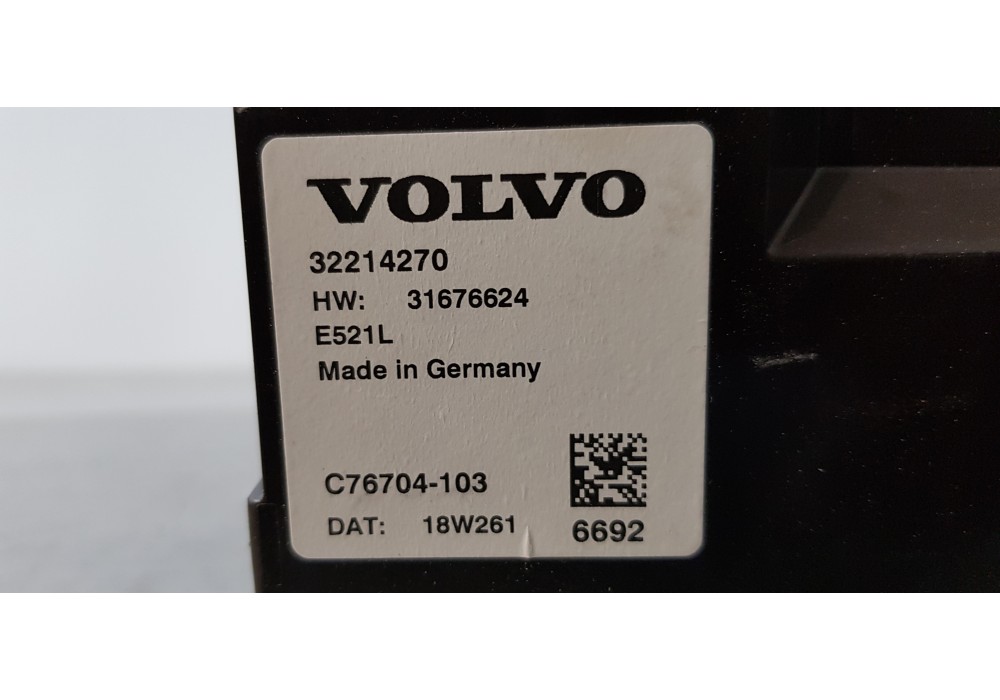 VOLVO
32214270
HW: 31676624
E521L
Made in Germany
C76704-103
DAT: 18W261
6692